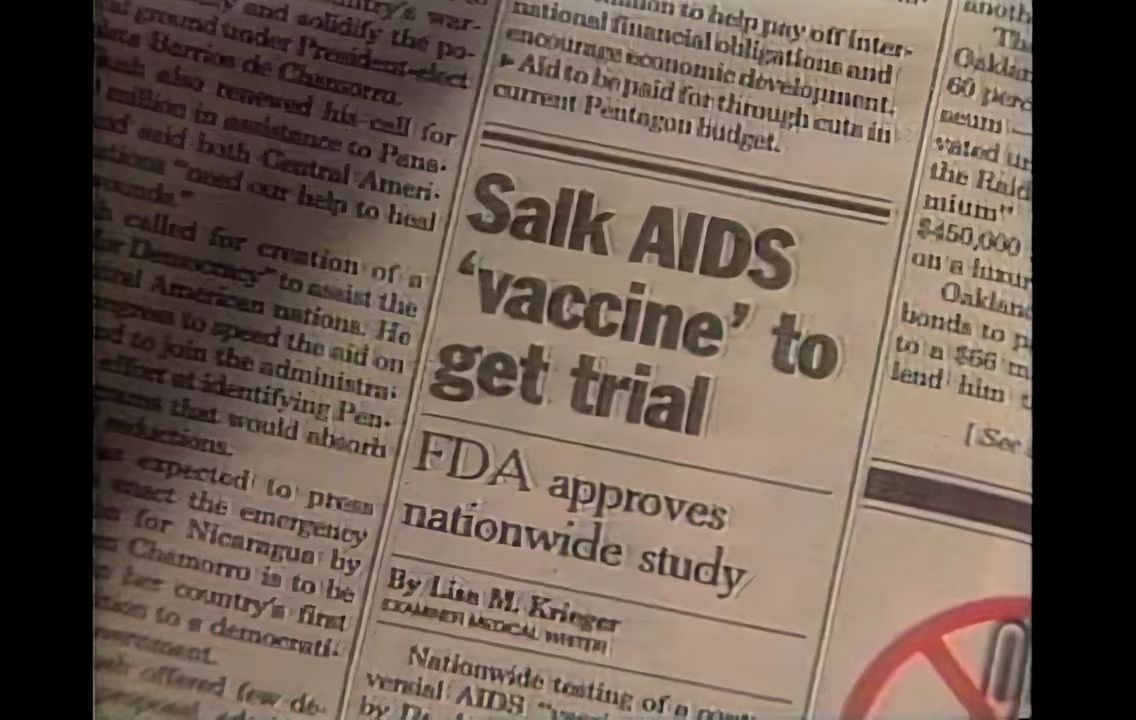 try's war-
and solidify the po-
ground under President-elect
Barrios de Chamorro.
also renewed his call for
million in assistance to Pana-
and said both Central Ameri-
"need our help to heal
wounds."
called for creation of a
for Democracy" to assist the
Central American nations. He
to speed the aid on
to join the administra-
effort at identifying Pen-
that would absorb
reductions.
expected to press
enact the emergency
for Nicaragua by
Chamorro is to be
her country's first
to a democrati-
offered few de-
to help pay off inter-
national financial obligations and
encourage economic development.
▸ Aid to be paid for through cuts in
current Pentagon budget.
Salk AIDS
'vaccine' to
get trial
FDA approves
nationwide study
By Lisa M. Krieger
EXAMINER MEDICAL WRITER
Nationwide testing of a
versial AIDS
by Dr.
60
the
$450,000
on a
Oakland
bonds to
to a $66
lend him
[ See